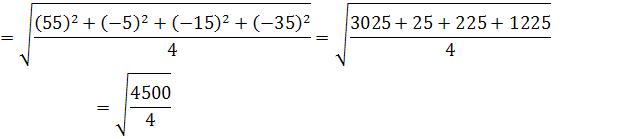 = √(((55)² + (−5)² + (−15)² + (−35)²)/4) = √((3025 + 25 + 225 + 1225)/4)
= √(4500/4)